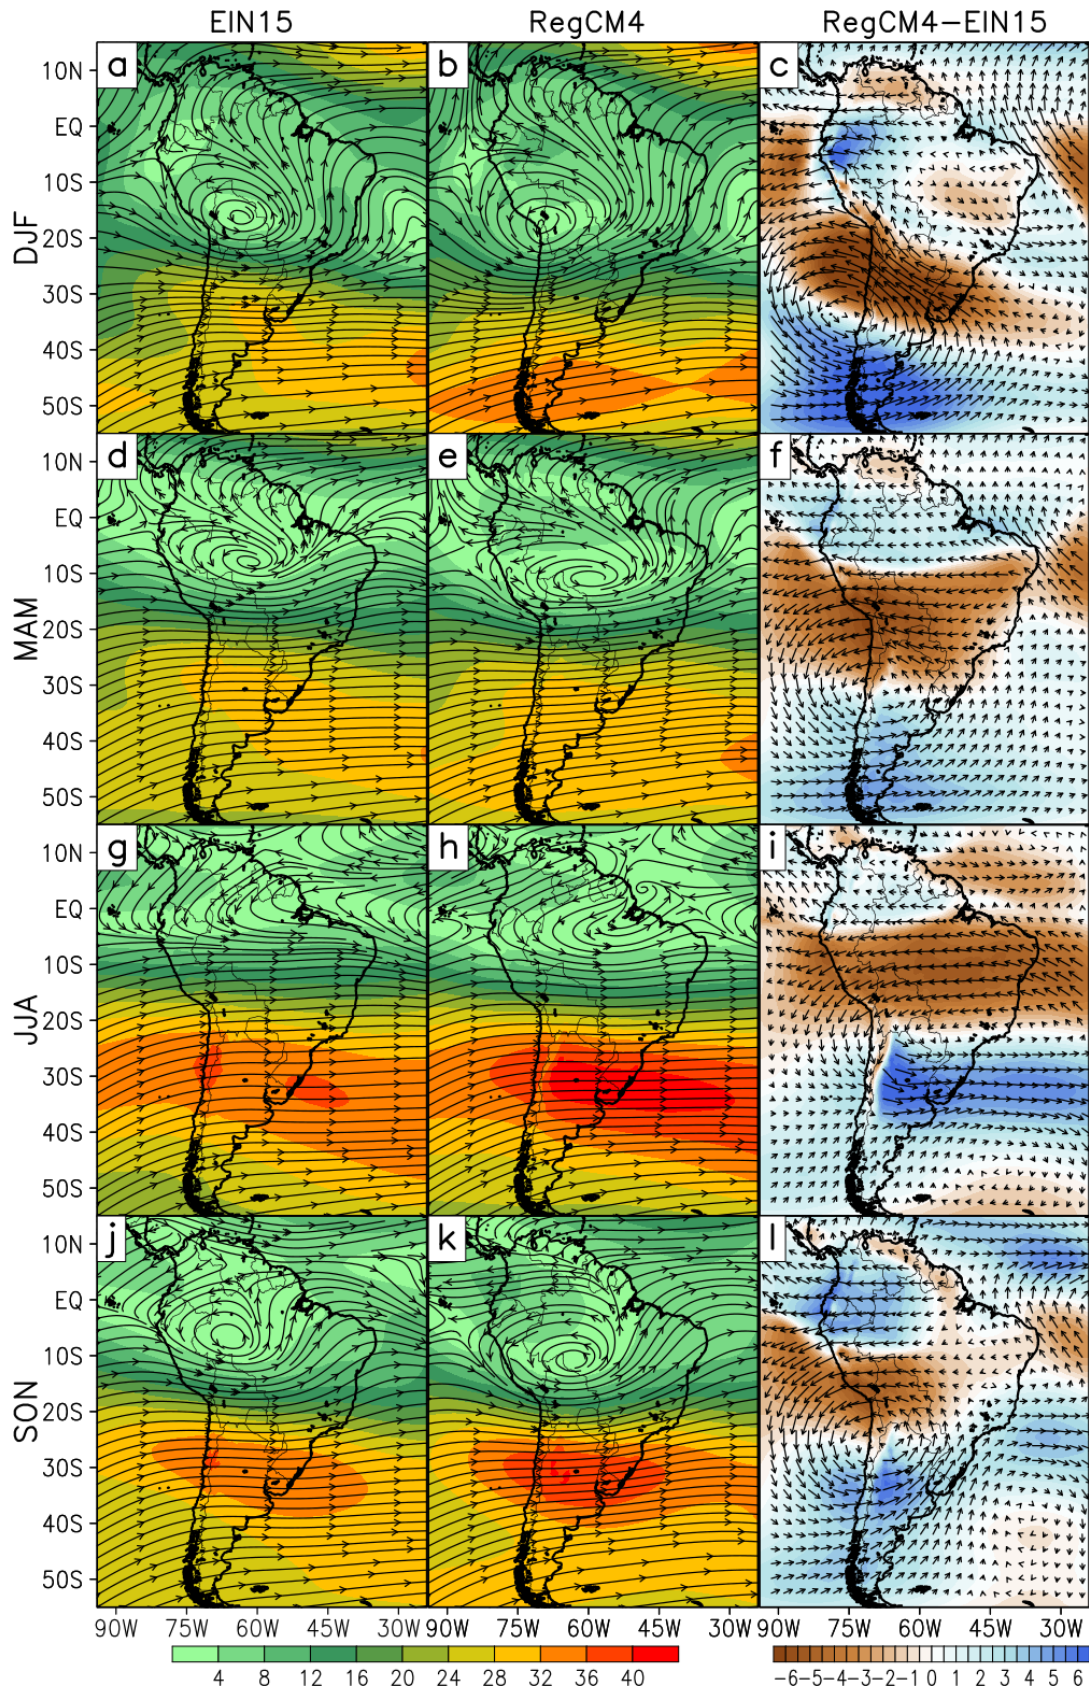 EIN15 RegCM4 RegCM4−EIN15
DJF
a b c
10N
EQ
10S
20S
30S
40S
50S
MAM
d e f
10N
EQ
10S
20S
30S
40S
50S
JJA
g h i
10N
EQ
10S
20S
30S
40S
50S
SON
j k l
10N
EQ
10S
20S
30S
40S
50S
90W 75W 60W 45W 30W 90W 75W 60W 45W 30W 90W 75W 60W 45W 30W
4 8 12 16 20 24 28 32 36 40 −6 −5 −4 −3 −2 −1 0 1 2 3 4 5 6